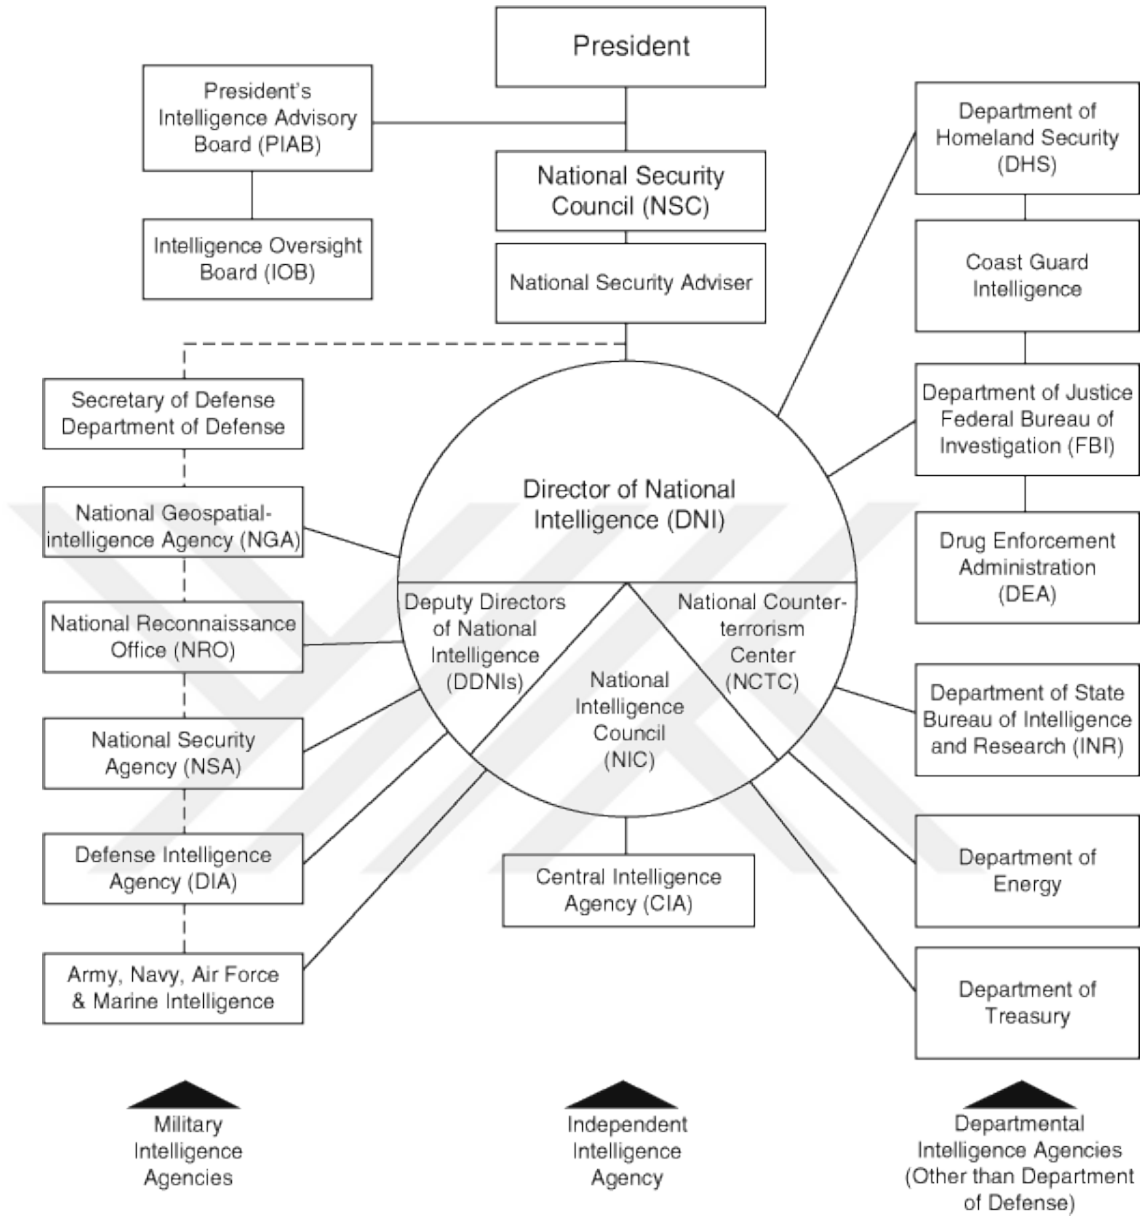 President
President's
Intelligence Advisory
Board (PIAB)
National Security
Council (NSC)
Intelligence Oversight
Board (IOB)
National Security Adviser
Secretary of Defense
Department of Defense
National Geospatial-
intelligence Agency (NGA)
National Reconnaissance
Office (NRO)
National Security
Agency (NSA)
Defense Intelligence
Agency (DIA)
Army, Navy, Air Force
& Marine Intelligence
Director of National
Intelligence (DNI)
Deputy Directors
of National
Intelligence
(DDNIs)
National
Intelligence
Council
(NIC)
National Counter-
terrorism
Center
(NCTC)
Central Intelligence
Agency (CIA)
Department of
Homeland Security
(DHS)
Coast Guard
Intelligence
Department of Justice
Federal Bureau of
Investigation (FBI)
Drug Enforcement
Administration
(DEA)
Department of State
Bureau of Intelligence
and Research (INR)
Department of
Energy
Department of
Treasury
Military
Intelligence
Agencies
Independent
Intelligence
Agency
Departmental
Intelligence Agencies
(Other than Department
of Defense)